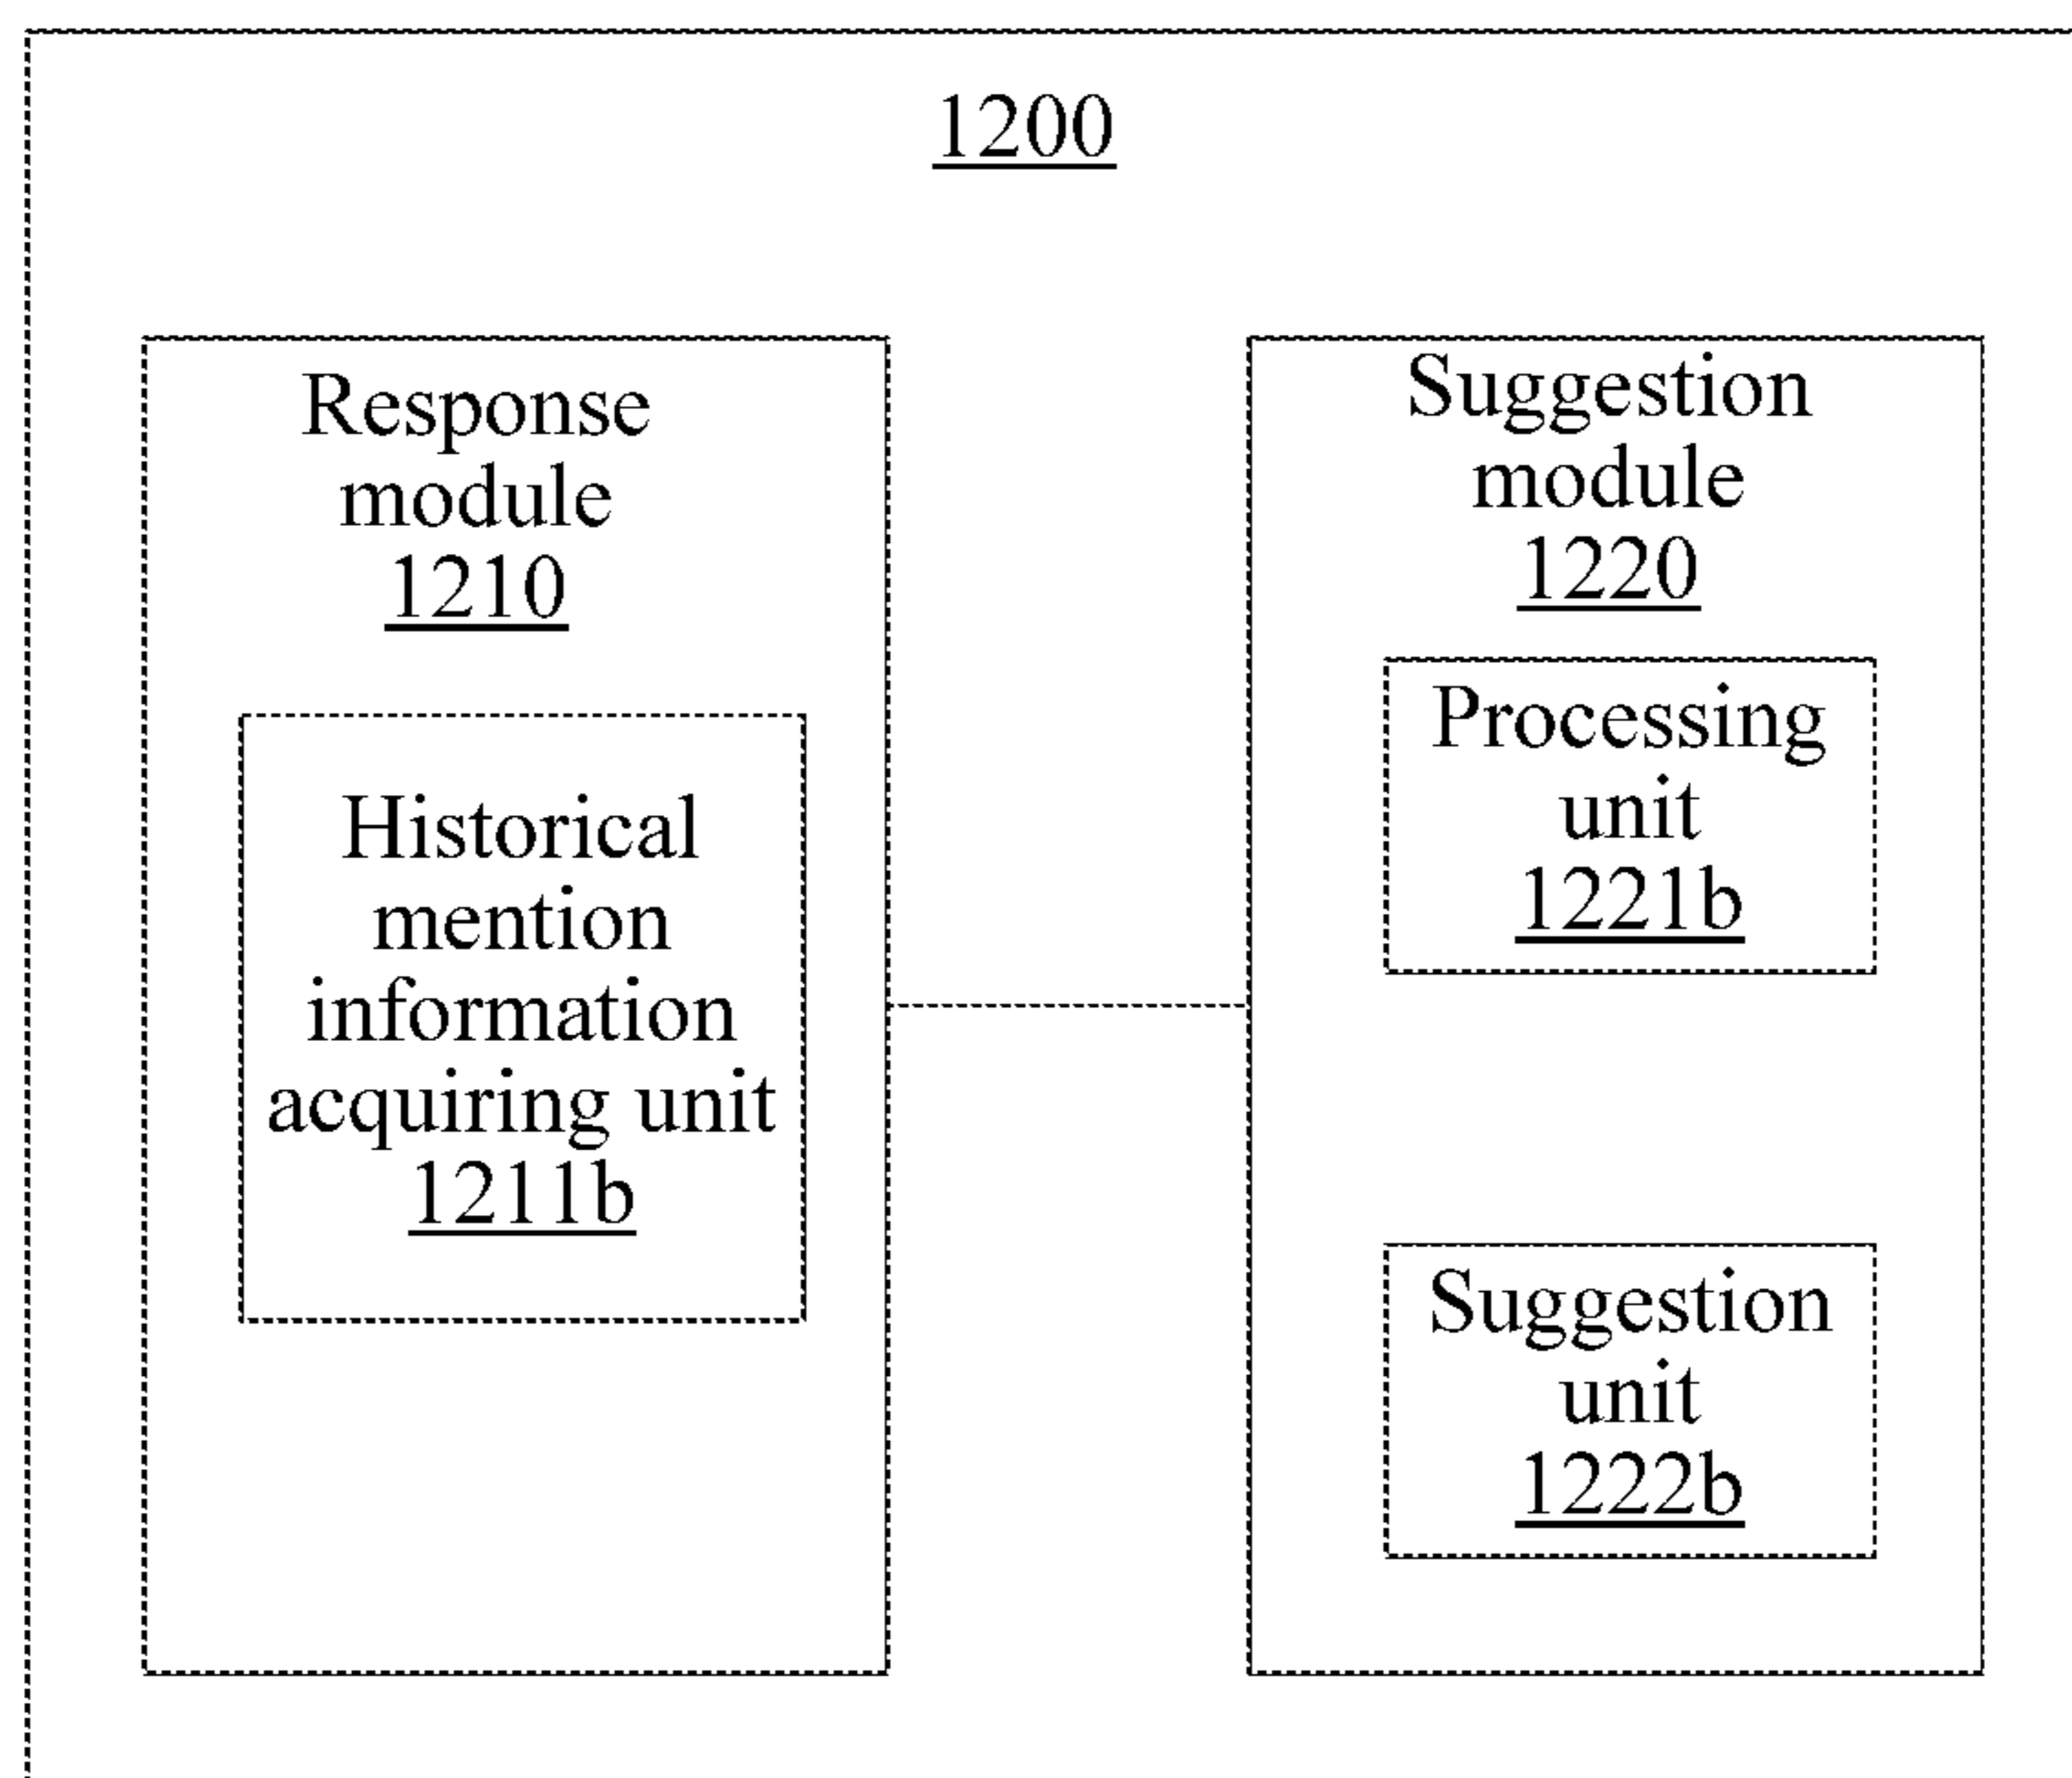 1200
Response
module
1210
Historical
mention
information
acquiring unit
1211b
Suggestion
module
1220
Processing
unit
1221b
Suggestion
unit
1222b